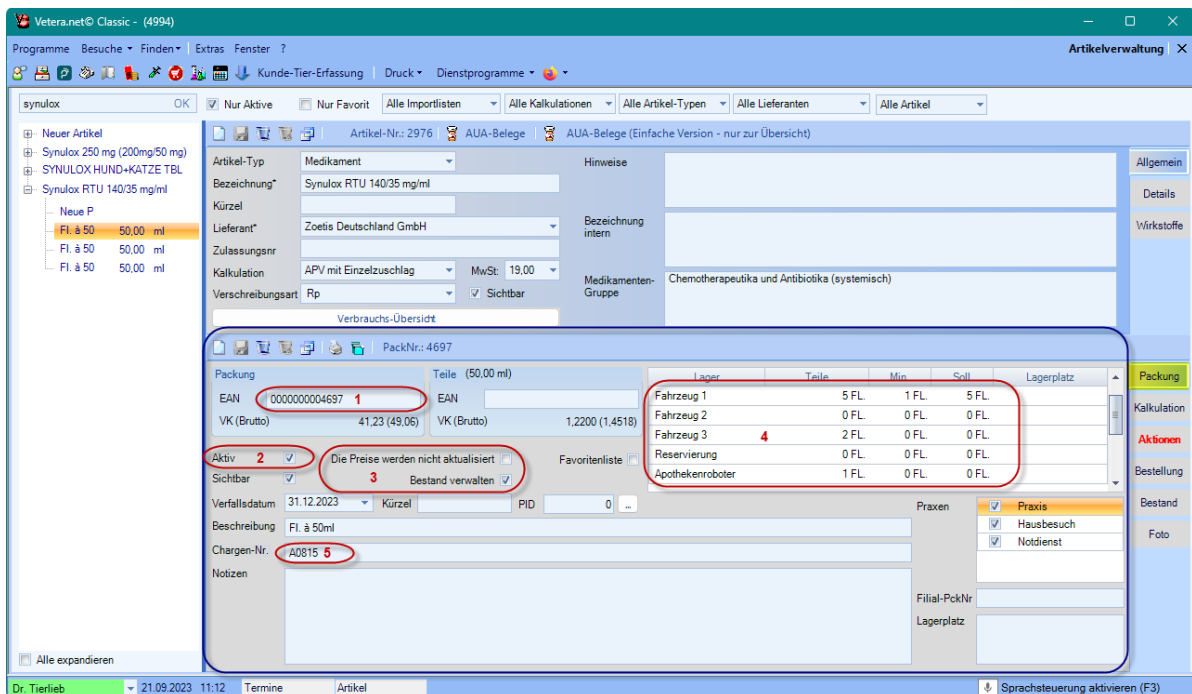 Vetera.net© Classic - (4994)
Programme Besuche Finden Extras Fenster ? Artikelverwaltung X
Kunde-Tier-Erfassung Druck Dienstprogramme
synulox OK Nur Aktive Nur Favorit Alle Importlisten Alle Kalkulationen Alle Artikel-Typen Alle Lieferanten Alle Artikel
Neuer Artikel
Synulox 250 mg (200mg/50 mg)
SYNULOX HUND+KATZE TBL
Synulox RTU 140/35 mg/ml
Neue P
Fl. à 50 50,00 ml
Fl. à 50 50,00 ml
Fl. à 50 50,00 ml
Alle expandieren
Artikel-Nr.: 2976 AUA-Belege AUA-Belege (Einfache Version - nur zur Übersicht)
Artikel-Typ Medikament
Bezeichnung* Synulox RTU 140/35 mg/ml
Kürzel
Lieferant* Zoetis Deutschland GmbH
Zulassungsnr
Kalkulation APV mit Einzelzuschlag MwSt: 19,00
Verschreibungsart Rp Sichtbar
Verbrauchs-Übersicht
Hinweise
Bezeichnung
intern
Medikamenten-
Gruppe
Chemotherapeutika und Antibiotika (systemisch)
Allgemein
Details
Wirkstoffe
PackNr.: 4697
Packung
EAN 0000000004697 1
VK (Brutto) 41,23 (49,06)
Teile (50,00 ml)
EAN
VK (Brutto) 1,2200 (1,4518)
Lager Teile Min Soll Lagerplatz
Fahrzeug 1 5 FL. 1 FL. 5 FL.
Fahrzeug 2 0 FL. 0 FL. 0 FL.
Fahrzeug 3 4 2 FL. 0 FL. 0 FL.
Reservierung 0 FL. 0 FL. 0 FL.
Apothekenroboter 1 FL. 0 FL. 0 FL.
Aktiv 2 Die Preise werden nicht aktualisiert Favoritenliste
Sichtbar 3 Bestand verwalten
Verfallsdatum 31.12.2023 Kürzel PID 0 ...
Beschreibung Fl. à 50ml
Chargen-Nr. A0815 5
Notizen
Praxen Praxis
Hausbesuch
Notdienst
Filial-PckNr
Lagerplatz
Packung
Kalkulation
Aktionen
Bestellung
Bestand
Foto
Dr. Tierlieb 21.09.2023 11:12 Termine Artikel Sprachsteuerung aktivieren (F3)